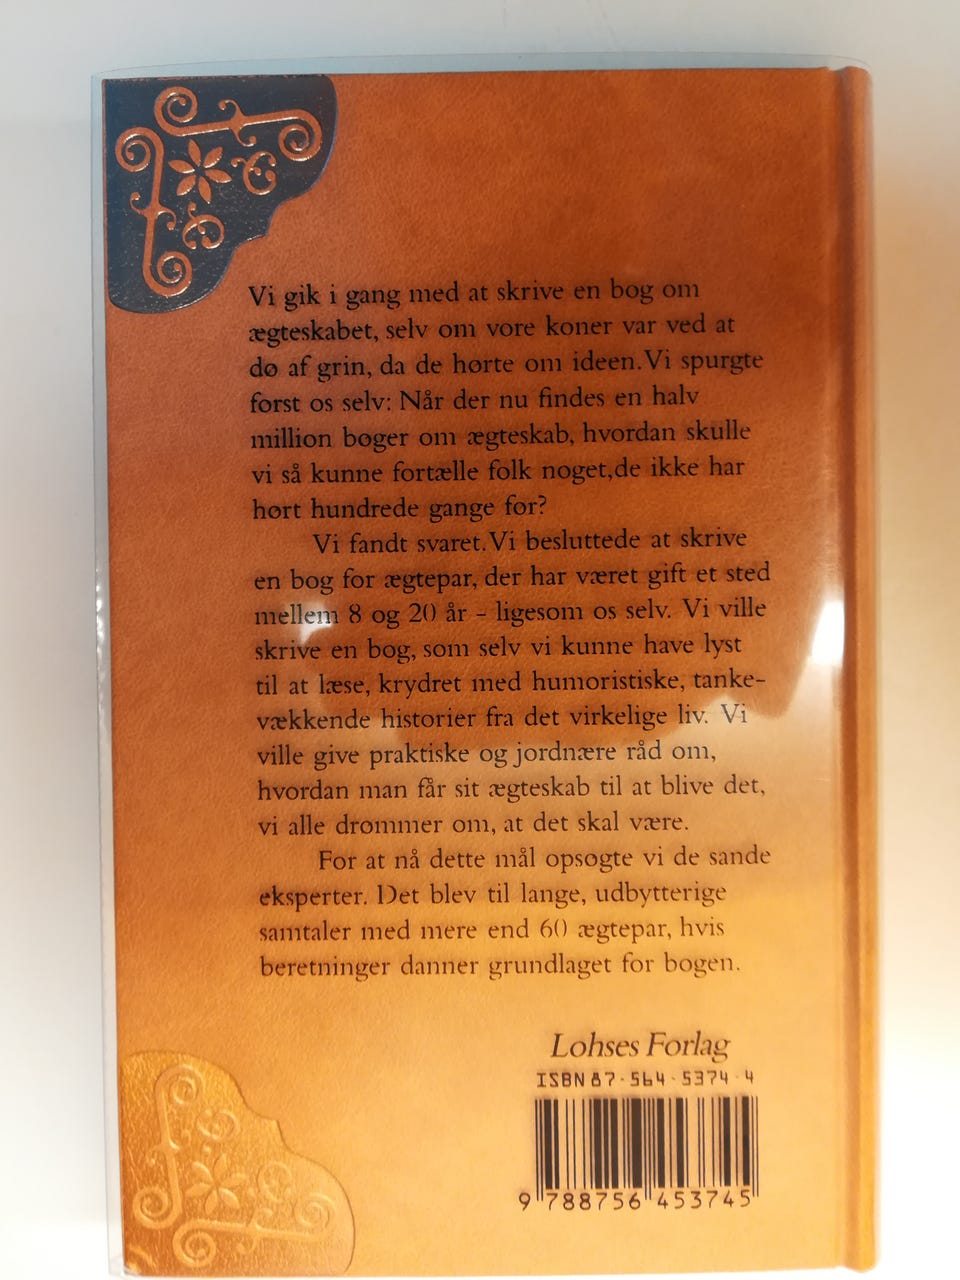 Vi gik i gang med at skrive en bog om
ægteskabet, selv om vore koner var ved at
dø af grin, da de hørte om ideen. Vi spurgte
først os selv: Når der nu findes en halv
million bøger om ægteskab, hvordan skulle
vi så kunne fortælle folk noget, de ikke har
hørt hundrede gange før?
Vi fandt svaret. Vi besluttede at skrive
en bog for ægtepar, der har været gift et sted
mellem 8 og 20 år - ligesom os selv. Vi ville
skrive en bog, som selv vi kunne have lyst
til at læse, krydret med humoristiske, tanke-
vækkende historier fra det virkelige liv. Vi
ville give praktiske og jordnære råd om,
hvordan man får sit ægteskab til at blive det,
vi alle drømmer om, at det skal være.
For at nå dette mål opsøgte vi de sande
eksperter. Det blev til lange, udbytterige
samtaler med mere end 60 ægtepar, hvis
beretninger danner grundlaget for bogen.
Lohses Forlag
ISBN 87-564-5374-4
9 788756 453745